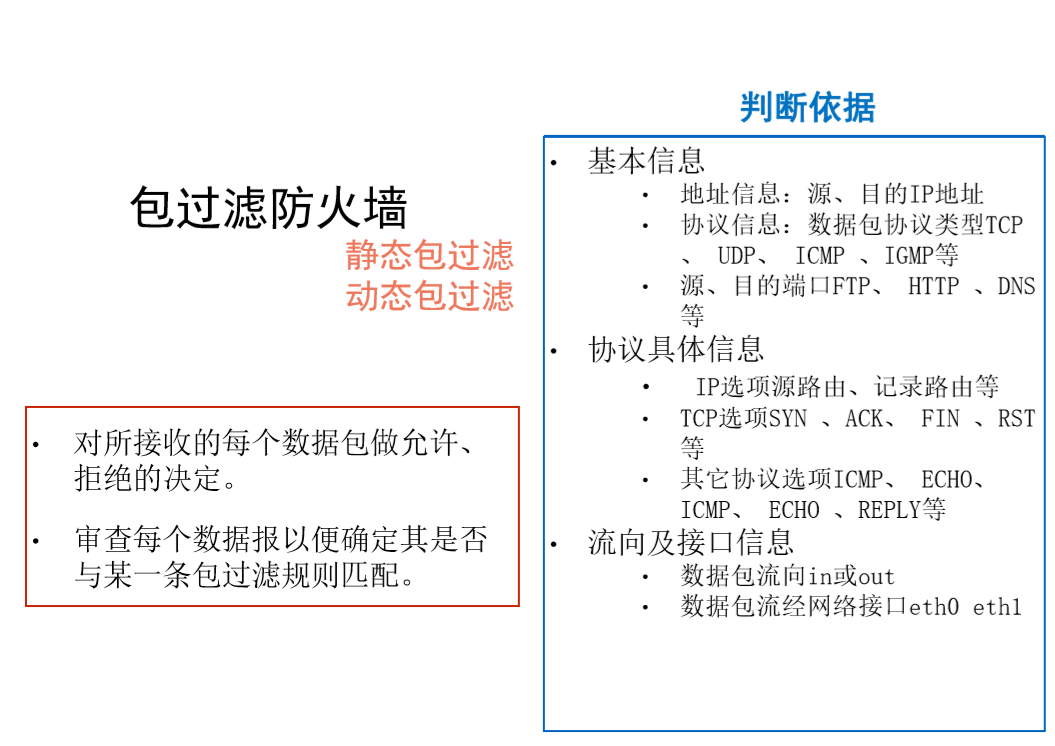 包过滤防火墙
静态包过滤
动态包过滤
• 对所接收的每个数据包做允许、
拒绝的决定。
• 审查每个数据报以便确定其是否
与某一条包过滤规则匹配。
判断依据
• 基本信息
• 地址信息：源、目的IP地址
• 协议信息：数据包协议类型TCP
、 UDP、 ICMP 、IGMP等
• 源、目的端口FTP、 HTTP 、DNS
等
• 协议具体信息
• IP选项源路由、记录路由等
• TCP选项SYN 、ACK、 FIN 、RST
等
• 其它协议选项ICMP、 ECHO、
ICMP、 ECHO 、REPLY等
• 流向及接口信息
• 数据包流向in或out
• 数据包流经网络接口eth0 eth1